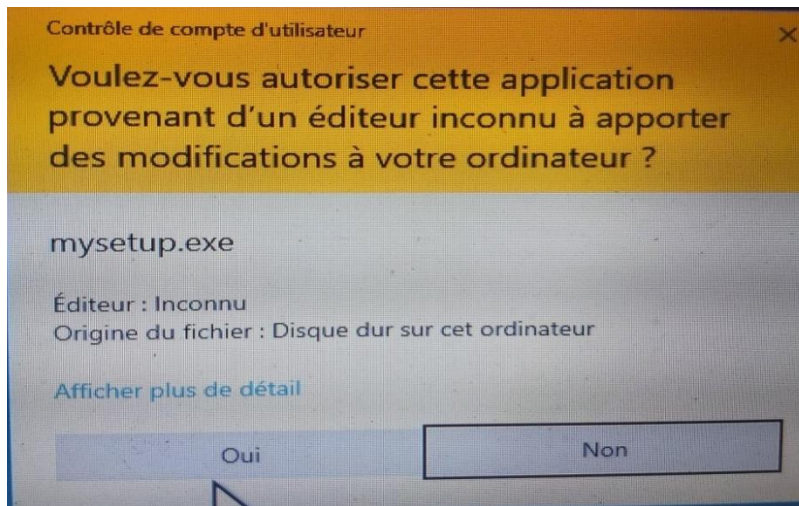 Contrôle de compte d'utilisateur
Voulez-vous autoriser cette application
provenant d'un éditeur inconnu à apporter
des modifications à votre ordinateur ?
mysetup.exe
Éditeur : Inconnu
Origine du fichier : Disque dur sur cet ordinateur
Afficher plus de détail
Oui
Non